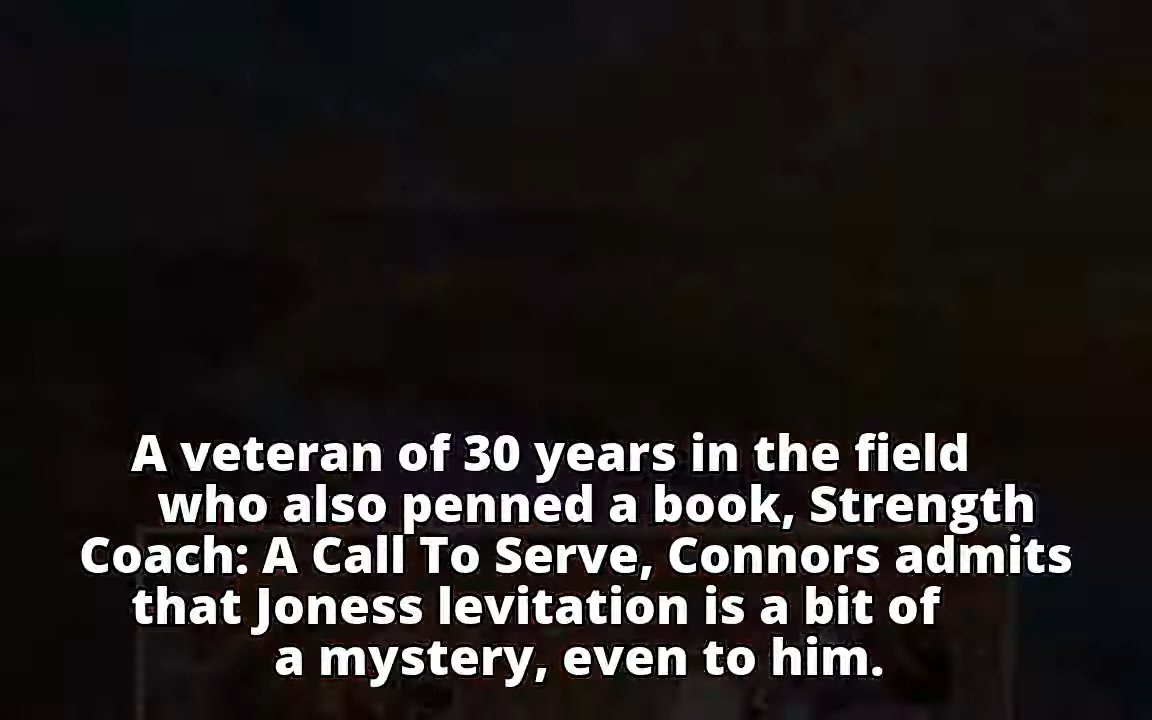 A veteran of 30 years in the field
who also penned a book, Strength
Coach: A Call To Serve, Connors admits
that Joness levitation is a bit of
a mystery, even to him.